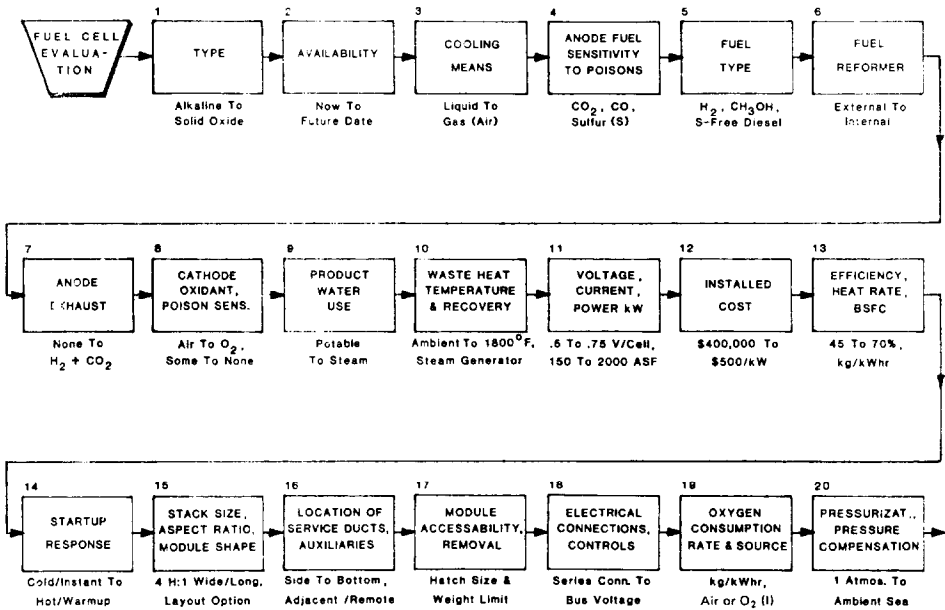 FUEL CELL
EVALUA-
TION
1
TYPE
Alkaline To
Solid Oxide
2
AVAILABILITY
Now To
Future Date
3
COOLING
MEANS
Liquid To
Gas (Air)
4
ANODE FUEL
SENSITIVITY
TO POISONS
CO2, CO,
Sulfur (S)
5
FUEL
TYPE
H2, CH3OH,
S-Free Diesel
6
FUEL
REFORMER
External To
Internal
7
ANODE
EXHAUST
None To
H2 + CO2
8
CATHODE
OXIDANT,
POISON SENS.
Air To O2,
Some To None
9
PRODUCT
WATER
USE
Potable
To Steam
10
WASTE HEAT
TEMPERATURE
& RECOVERY
Ambient To 1800°F,
Steam Generator
11
VOLTAGE,
CURRENT,
POWER kW
.5 To .75 V/Cell,
150 To 2000 ASF
12
INSTALLED
COST
$400,000 To
$500/kW
13
EFFICIENCY,
HEAT RATE,
BSFC
45 To 70%,
kg/kWhr
14
STARTUP
RESPONSE
Cold/Instant To
Hot/Warmup
15
STACK SIZE,
ASPECT RATIO,
MODULE SHAPE
4 H:1 Wide/Long,
Layout Option
16
LOCATION OF
SERVICE DUCTS,
AUXILIARIES
Side To Bottom,
Adjacent /Remote
17
MODULE
ACCESSABILITY,
REMOVAL
Hatch Size &
Weight Limit
18
ELECTRICAL
CONNECTIONS,
CONTROLS
Series Conn. To
Bus Voltage
19
OXYGEN
CONSUMPTION
RATE & SOURCE
kg/kWhr,
Air or O2 (l)
20
PRESSURIZAT.,
PRESSURE
COMPENSATION
1 Atmos. To
Ambient Sea